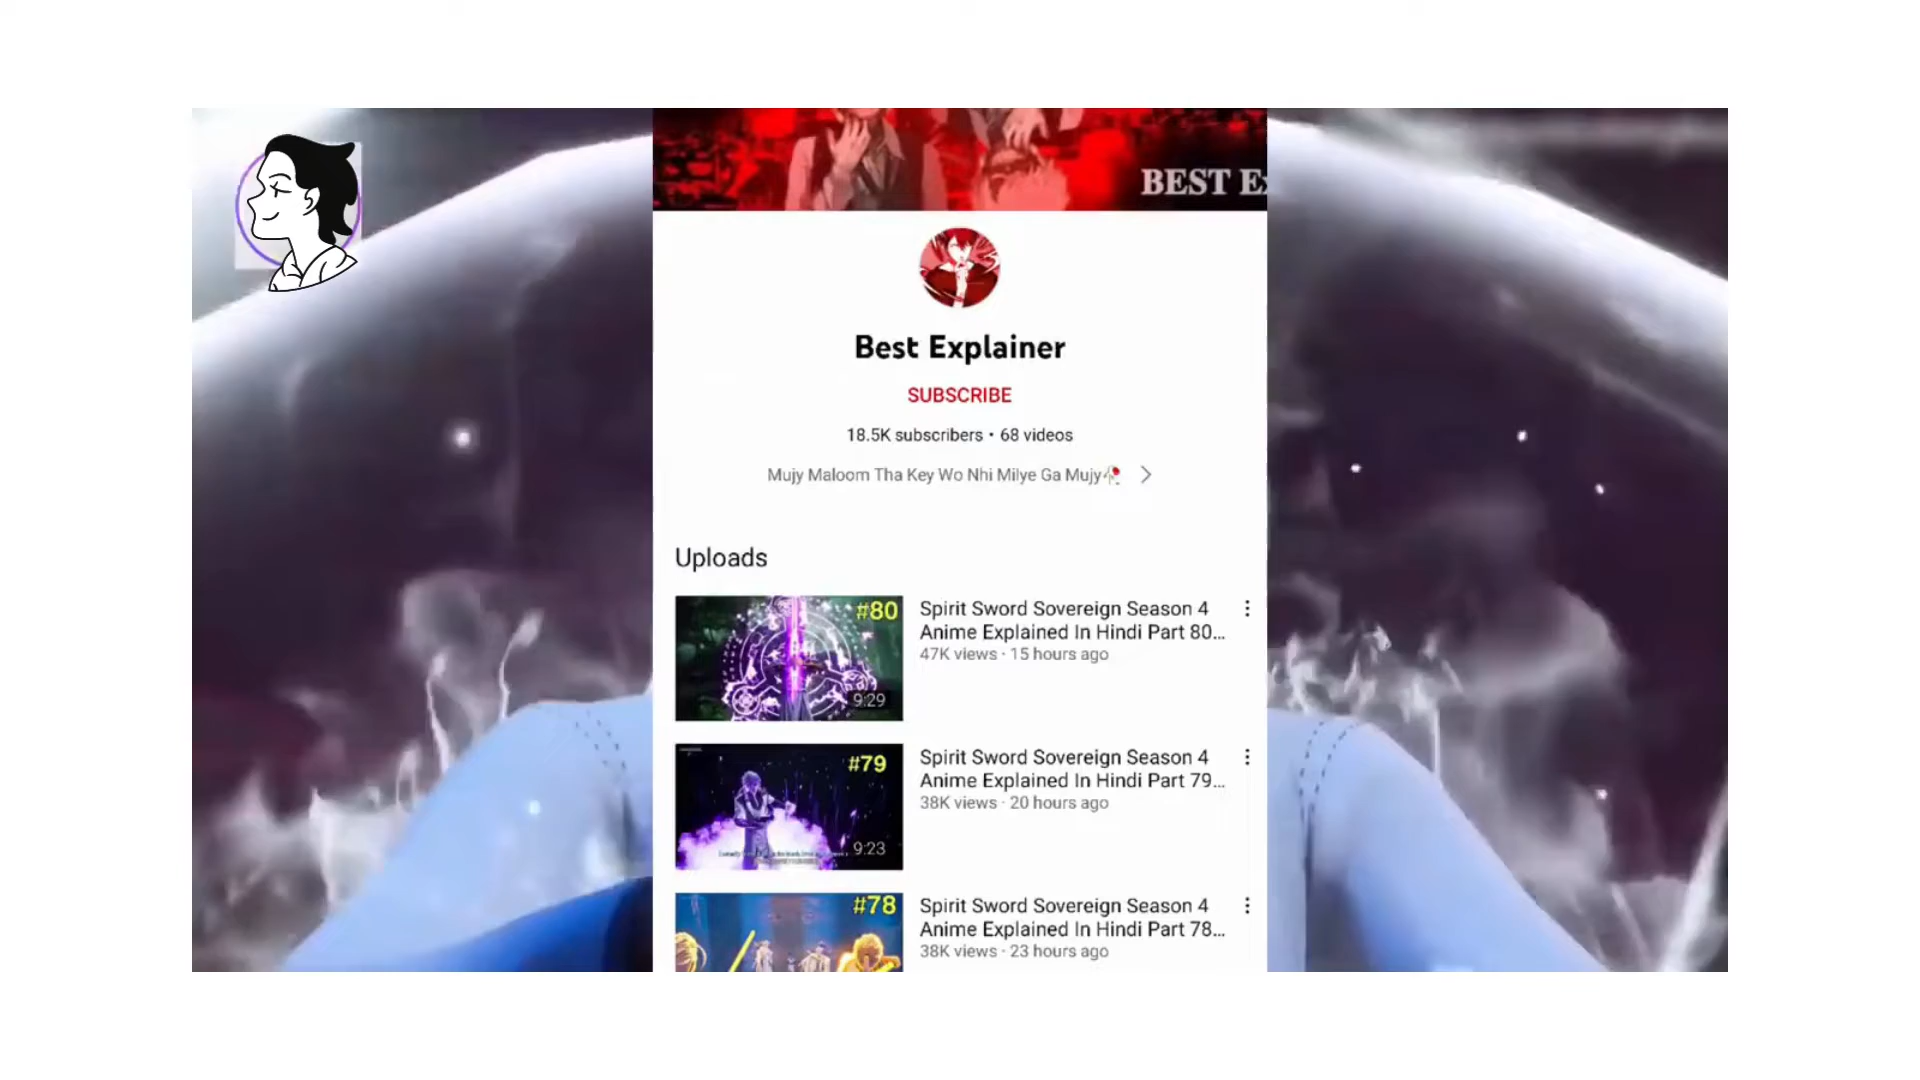 BEST Ex
Best Explainer
SUBSCRIBE
18.5K subscribers • 68 videos
Mujy Maloom Tha Key Wo Nhi Milye Ga Mujy🥀
Uploads
#80
9:29
Spirit Sword Sovereign Season 4
Anime Explained In Hindi Part 80...
47K views · 15 hours ago
#79
9:23
Spirit Sword Sovereign Season 4
Anime Explained In Hindi Part 79...
38K views · 20 hours ago
#78
Spirit Sword Sovereign Season 4
Anime Explained In Hindi Part 78...
38K views · 23 hours ago